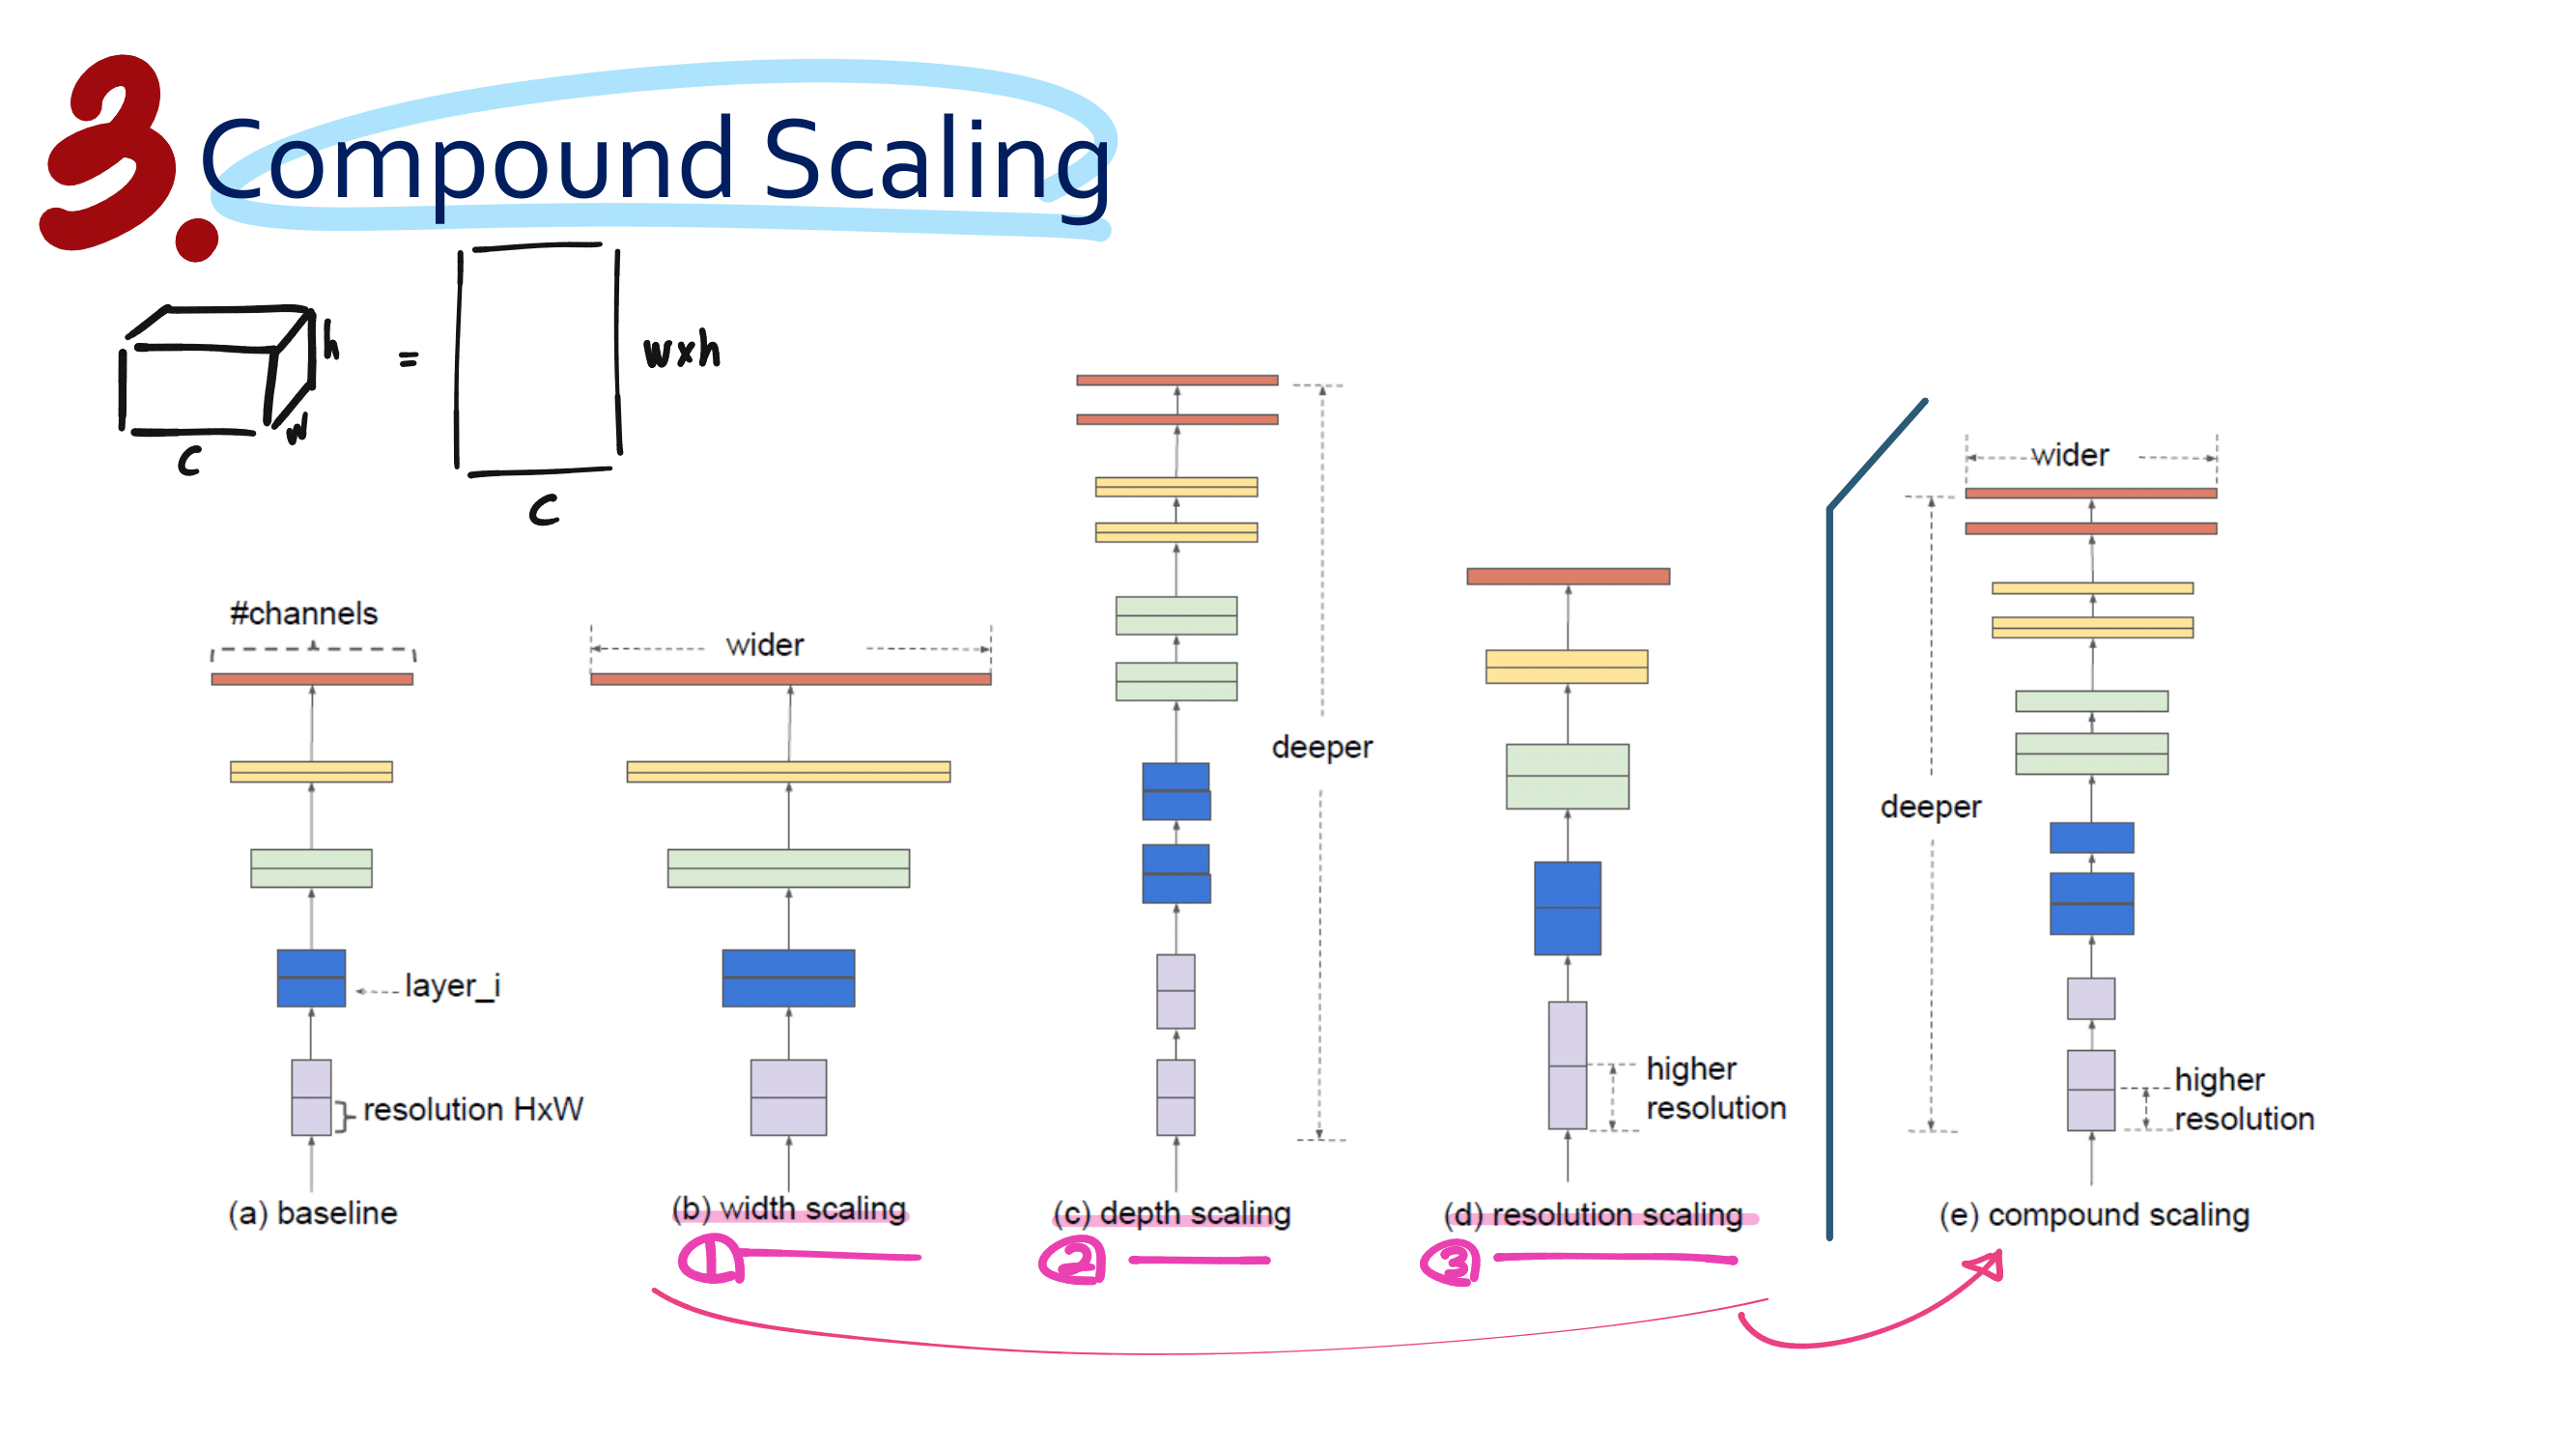 3. Compound Scaling
h
=
w×h
w
c
c
#channels
layer_i
resolution HxW
(a) baseline
wider
(b) width scaling
1
deeper
(c) depth scaling
2
higher
resolution
(d) resolution scaling
3
wider
deeper
higher
resolution
(e) compound scaling